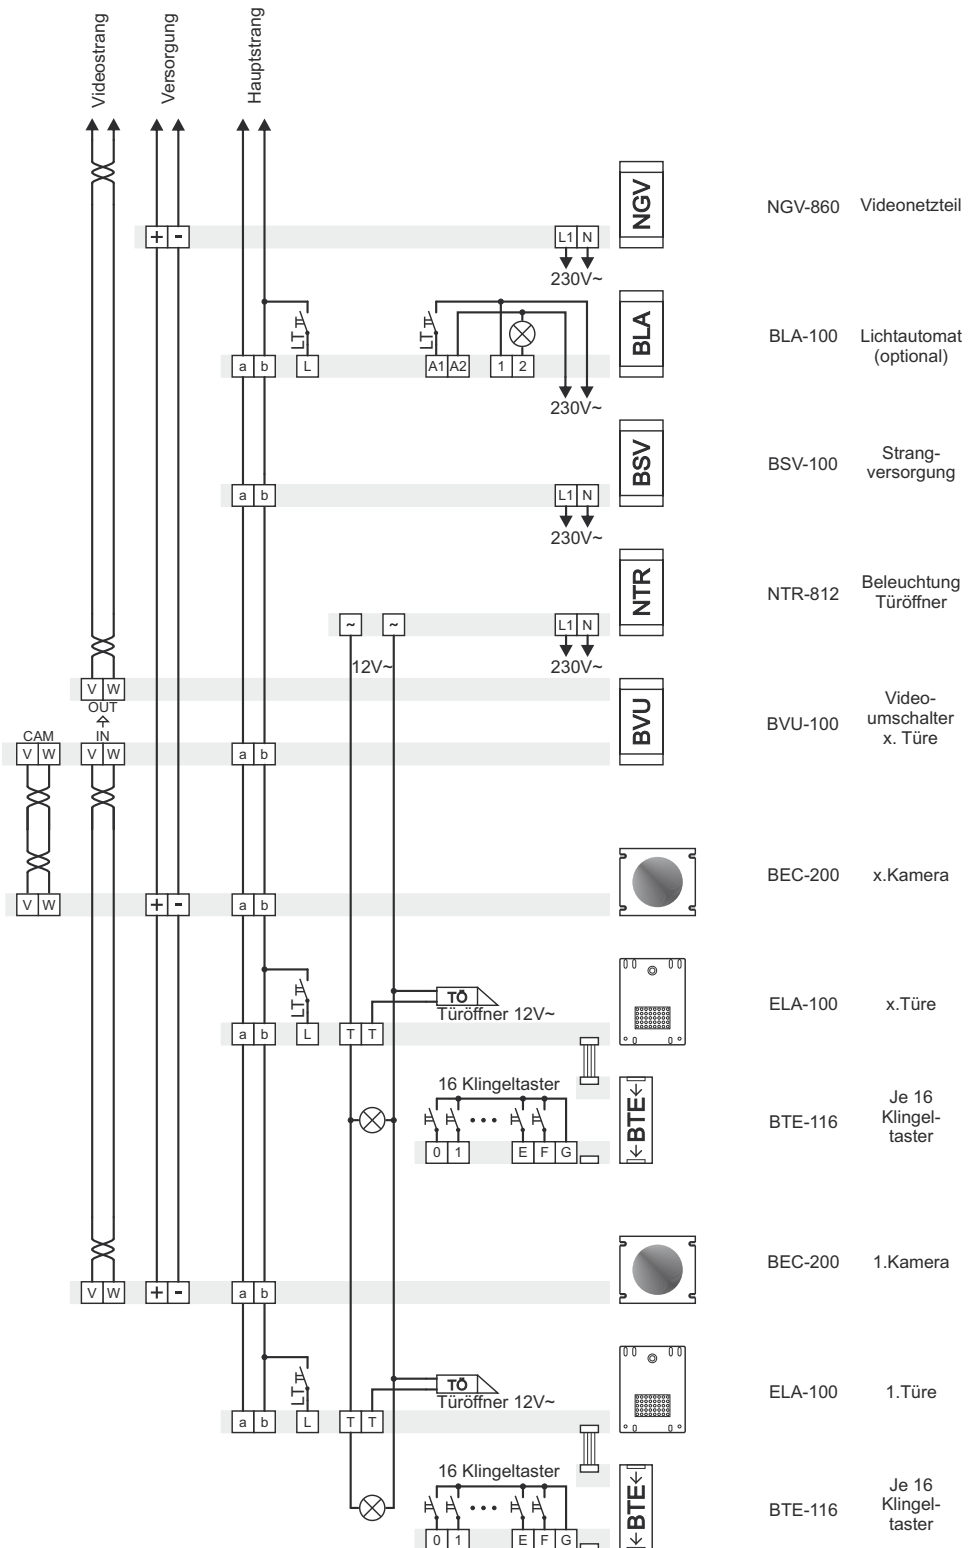 Videostrang
Versorgung
Hauptstrang
NGV
NGV-860 Videonetzteil
+ - L1 N
230V~
LT LT
BLA
BLA-100 Lichtautomat
(optional)
a b L A1 A2 1 2
230V~
BSV
BSV-100 Strang-
versorgung
a b L1 N
230V~
NTR
NTR-812 Beleuchtung
Türöffner
~ ~ L1 N
12V~ 230V~
V W
OUT
BVU
BVU-100 Video-
umschalter
x. Türe
CAM IN
V W V W a b
BEC-200 x.Kamera
V W + - a b
LT
TÖ
Türöffner 12V~
ELA-100 x.Türe
a b L T T
16 Klingeltaster
BTE
BTE-116 Je 16
Klingel-
taster
0 1 E F G
BEC-200 1.Kamera
V W + - a b
LT
TÖ
Türöffner 12V~
ELA-100 1.Türe
a b L T T
16 Klingeltaster
BTE
BTE-116 Je 16
Klingel-
taster
0 1 E F G